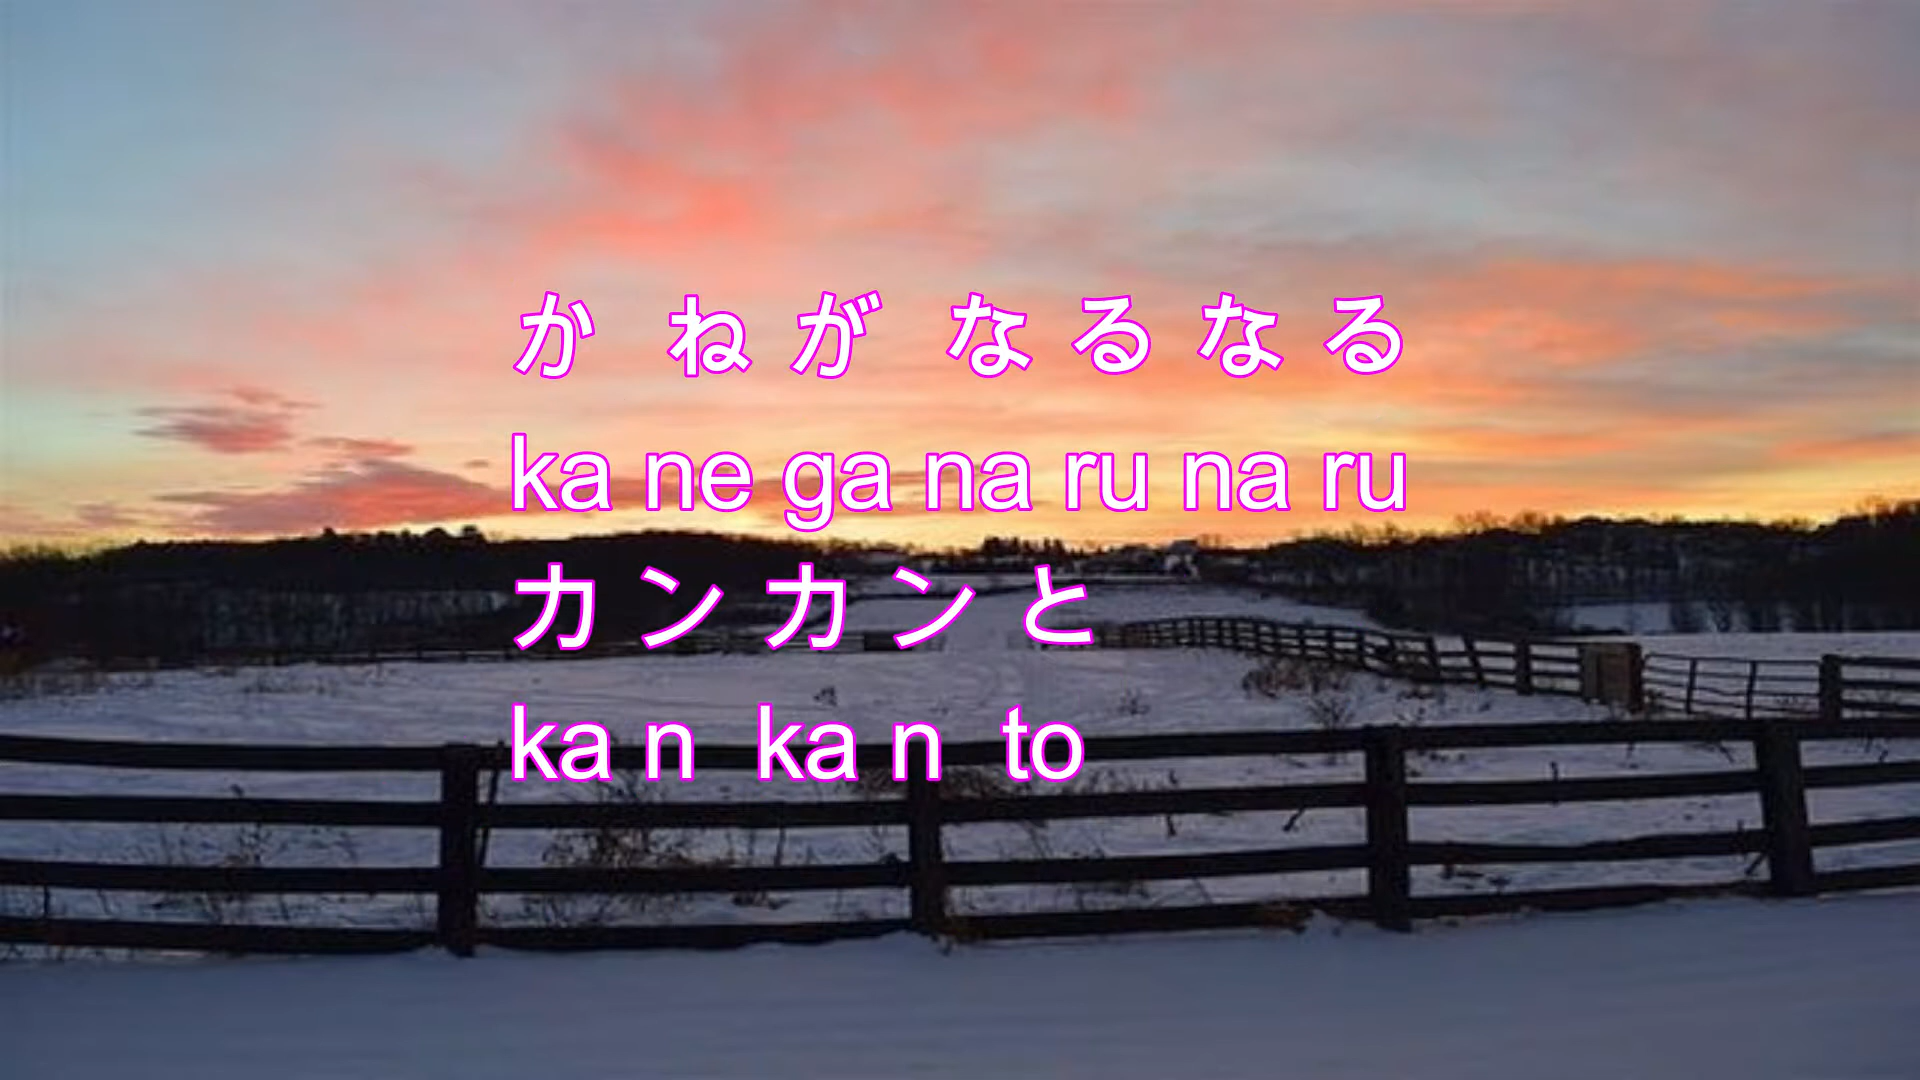 か ね が な る な る
ka ne ga na ru na ru
カ ン カ ン と
ka n ka n to